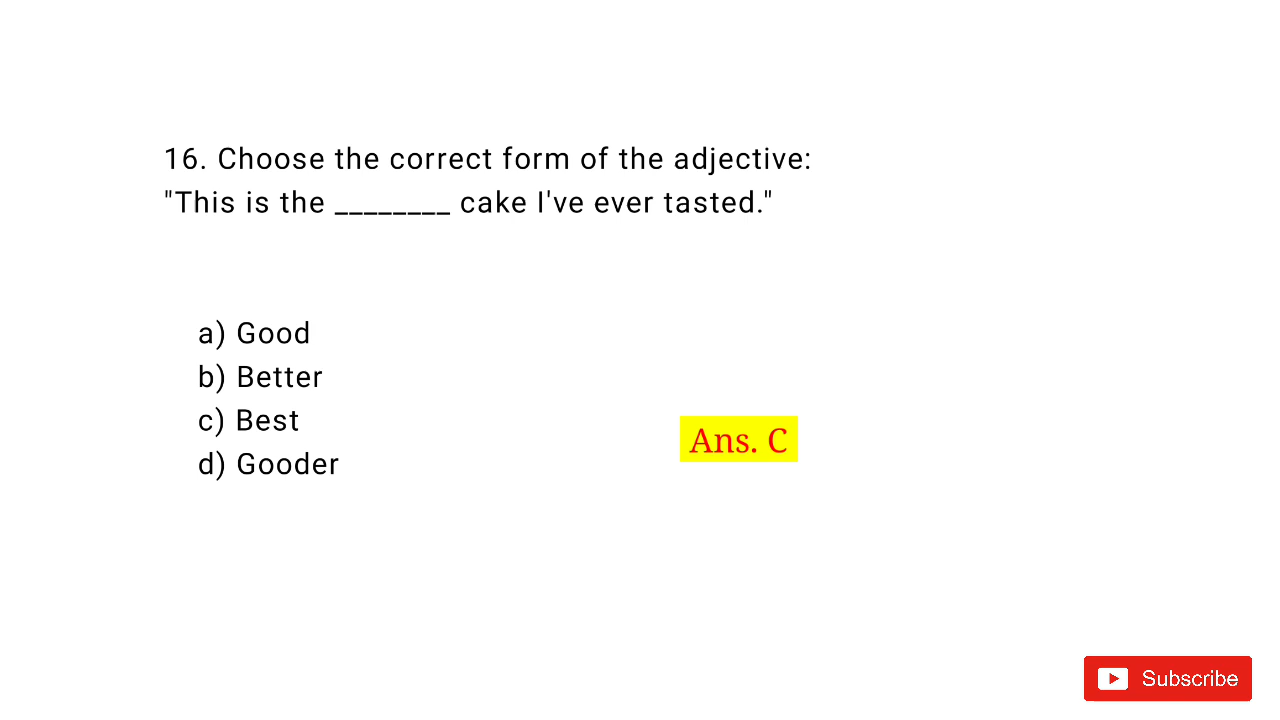 16. Choose the correct form of the adjective:
"This is the ________ cake I've ever tasted."
a) Good
b) Better
c) Best
d) Gooder
Ans. C
Subscribe